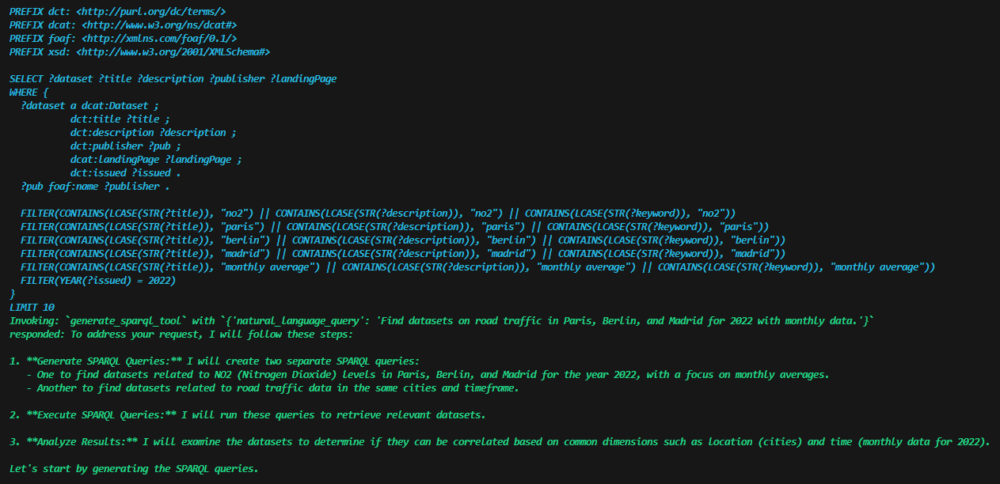 PREFIX dct: <http://purl.org/dc/terms/>
PREFIX dcat: <http://www.w3.org/ns/dcat#>
PREFIX foaf: <http://xmlns.com/foaf/0.1/>
PREFIX xsd: <http://www.w3.org/2001/XMLSchema#>

SELECT ?dataset ?title ?description ?publisher ?landingPage
WHERE {
  ?dataset a dcat:Dataset ;
           dct:title ?title ;
           dct:description ?description ;
           dct:publisher ?pub ;
           dcat:landingPage ?landingPage ;
           dct:issued ?issued .
  ?pub foaf:name ?publisher .

  FILTER(CONTAINS(LCASE(STR(?title)), "no2") || CONTAINS(LCASE(STR(?description)), "no2") || CONTAINS(LCASE(STR(?keyword)), "no2"))
  FILTER(CONTAINS(LCASE(STR(?title)), "paris") || CONTAINS(LCASE(STR(?description)), "paris") || CONTAINS(LCASE(STR(?keyword)), "paris"))
  FILTER(CONTAINS(LCASE(STR(?title)), "berlin") || CONTAINS(LCASE(STR(?description)), "berlin") || CONTAINS(LCASE(STR(?keyword)), "berlin"))
  FILTER(CONTAINS(LCASE(STR(?title)), "madrid") || CONTAINS(LCASE(STR(?description)), "madrid") || CONTAINS(LCASE(STR(?keyword)), "madrid"))
  FILTER(CONTAINS(LCASE(STR(?title)), "monthly average") || CONTAINS(LCASE(STR(?description)), "monthly average") || CONTAINS(LCASE(STR(?keyword)), "monthly average"))
  FILTER(YEAR(?issued) = 2022)
}
LIMIT 10
Invoking: `generate_sparql_tool` with `{'natural_language_query': 'Find datasets on road traffic in Paris, Berlin, and Madrid for 2022 with monthly data.'}`
responded: To address your request, I will follow these steps:

1. **Generate SPARQL Queries:** I will create two separate SPARQL queries:
   - One to find datasets related to NO2 (Nitrogen Dioxide) levels in Paris, Berlin, and Madrid for the year 2022, with a focus on monthly averages.
   - Another to find datasets related to road traffic data in the same cities and timeframe.

2. **Execute SPARQL Queries:** I will run these queries to retrieve relevant datasets.

3. **Analyze Results:** I will examine the datasets to determine if they can be correlated based on common dimensions such as location (cities) and time (monthly data for 2022).

Let's start by generating the SPARQL queries.